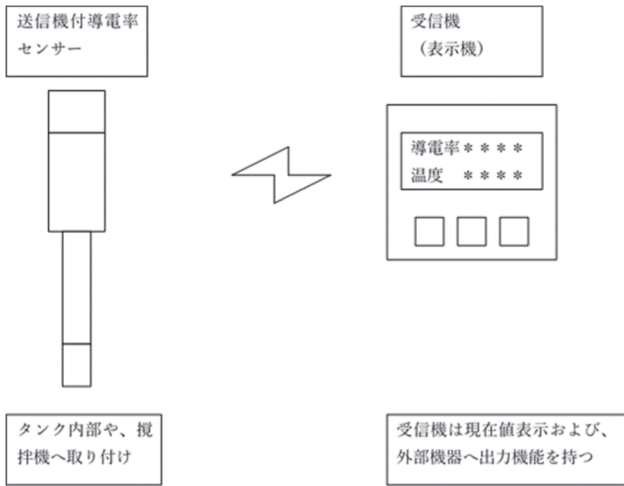 送信機付導電率
センサー
受信機
（表示機）
導電率＊＊＊＊
温度　＊＊＊＊
タンク内部や、撹
拌機へ取り付け
受信機は現在値表示および、
外部機器へ出力機能を持つ